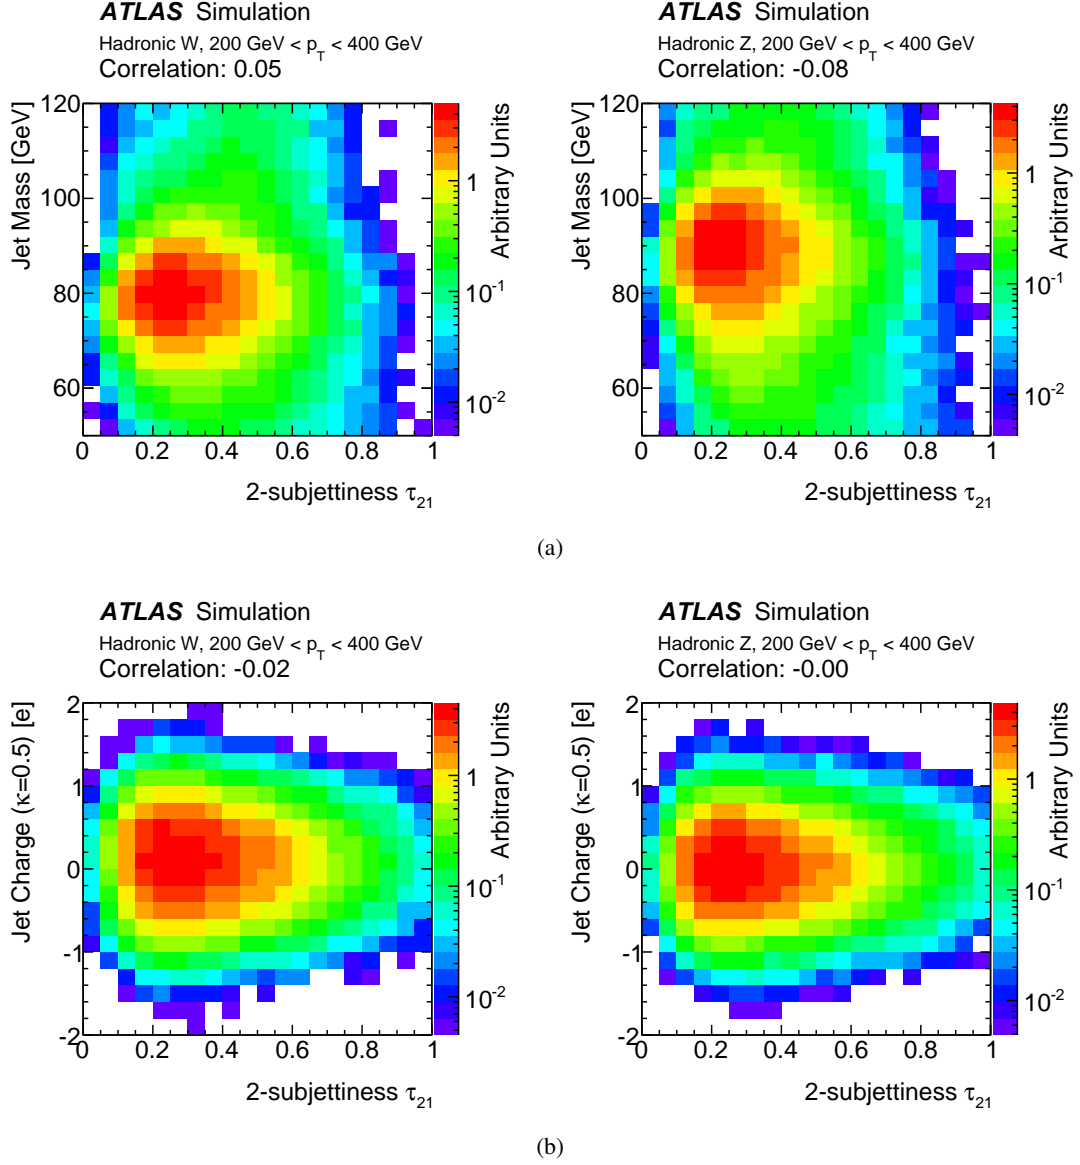 ATLAS Simulation
Hadronic W, 200 GeV < p_T < 400 GeV
Correlation: 0.05
Jet Mass [GeV]
120
100
80
60
0 0.2 0.4 0.6 0.8 1
2-subjettiness τ_21
1
10^-1
10^-2
Arbitrary Units
ATLAS Simulation
Hadronic Z, 200 GeV < p_T < 400 GeV
Correlation: -0.08
Jet Mass [GeV]
120
100
80
60
0 0.2 0.4 0.6 0.8 1
2-subjettiness τ_21
1
10^-1
10^-2
Arbitrary Units
(a)
ATLAS Simulation
Hadronic W, 200 GeV < p_T < 400 GeV
Correlation: -0.02
Jet Charge (κ=0.5) [e]
2
1
0
-1
-2
0 0.2 0.4 0.6 0.8 1
2-subjettiness τ_21
1
10^-1
10^-2
Arbitrary Units
ATLAS Simulation
Hadronic Z, 200 GeV < p_T < 400 GeV
Correlation: -0.00
Jet Charge (κ=0.5) [e]
2
1
0
-1
-2
0 0.2 0.4 0.6 0.8 1
2-subjettiness τ_21
1
10^-1
10^-2
Arbitrary Units
(b)